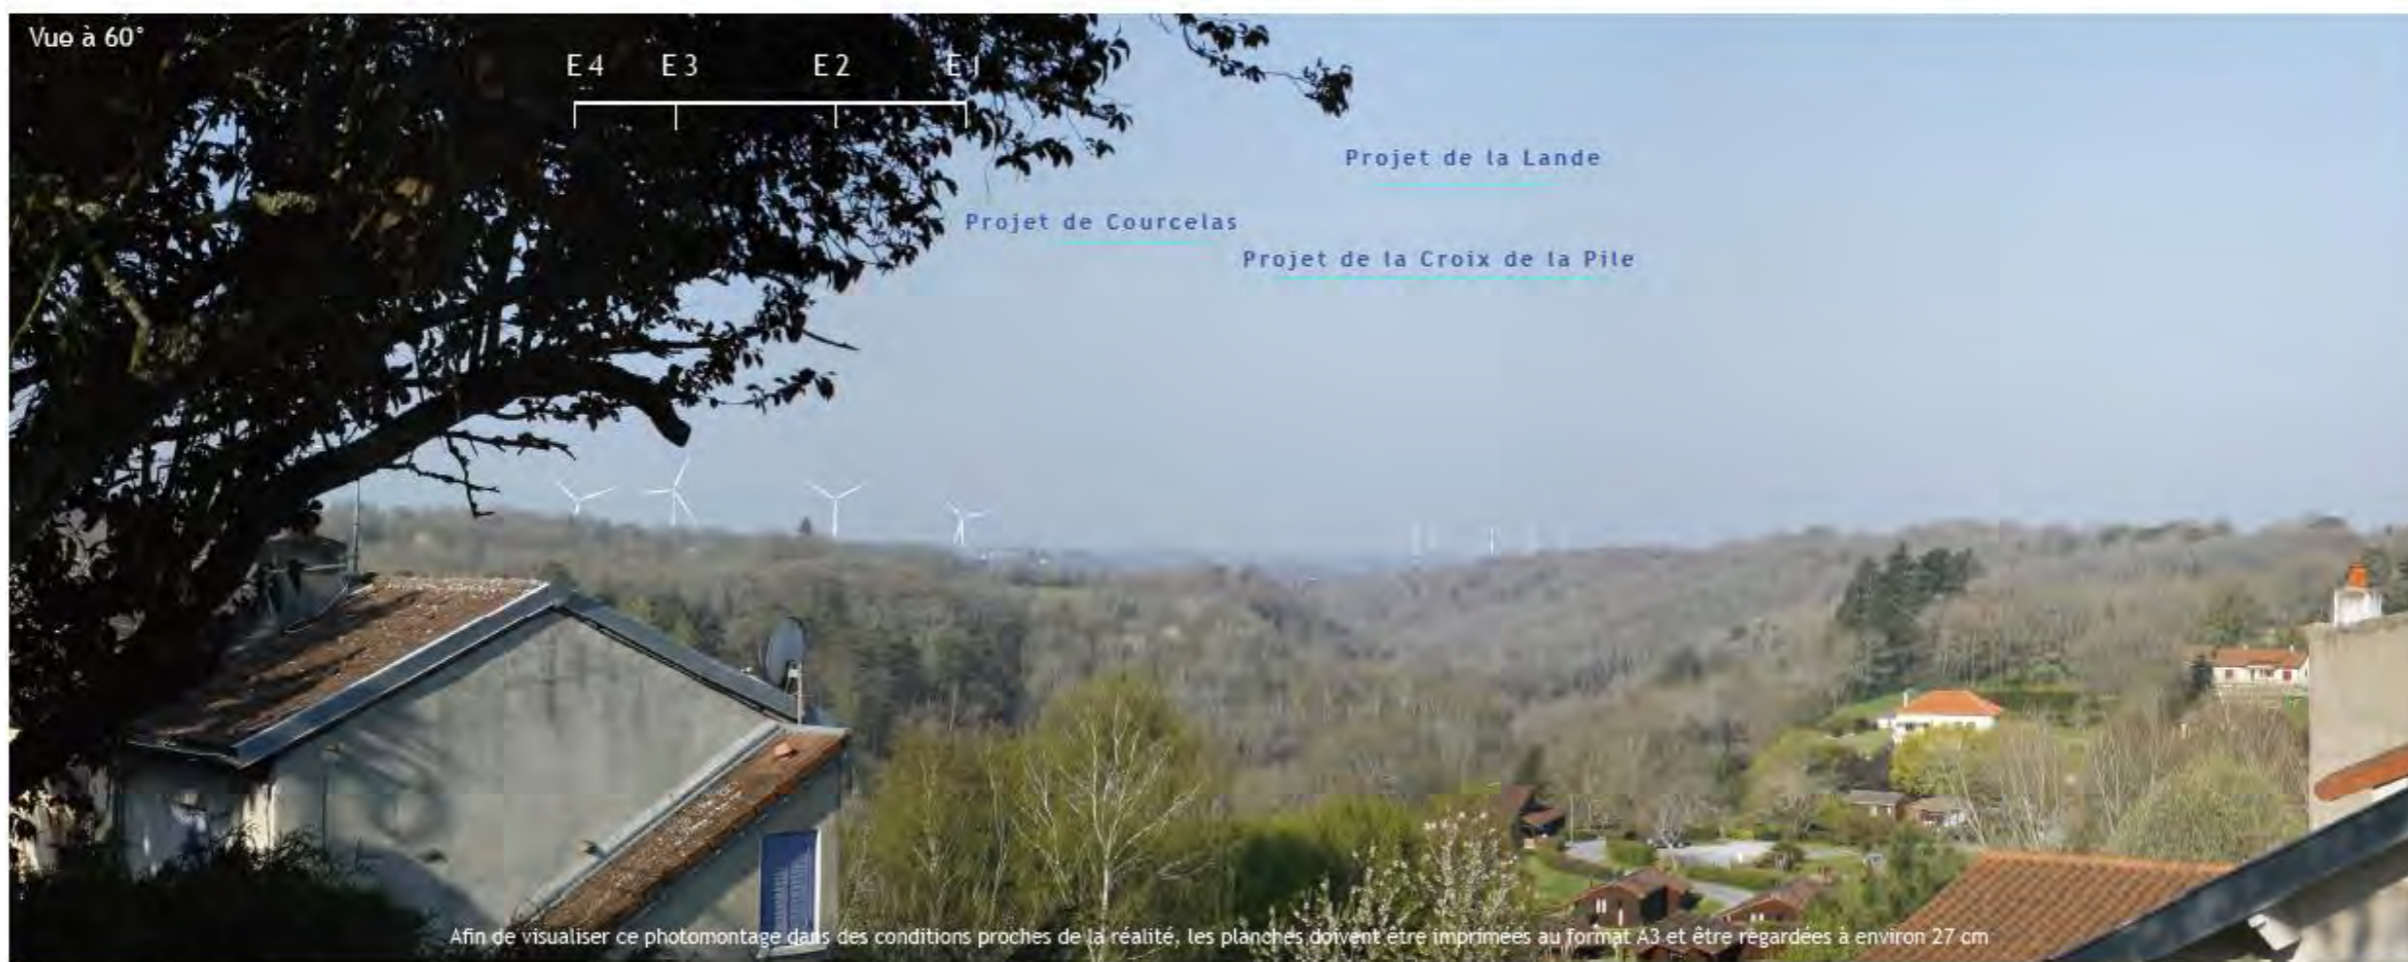 Vue à 60°
E4 E3 E2 E1
Projet de la Lande
Projet de Courcelas
Projet de la Croix de la Pile
Afin de visualiser ce photomontage dans des conditions proches de la réalité, les planches doivent être imprimées au format A3 et être regardées à environ 27 cm